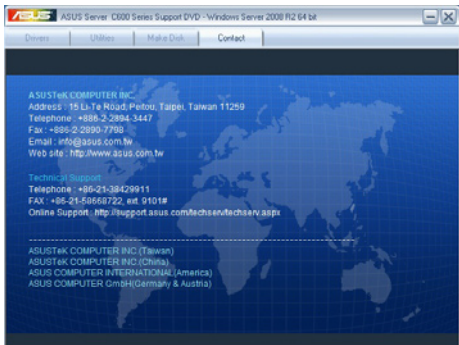 ASUS
ASUS Server C600 Series Support DVD - Windows Server 2008 R2 64 bit
Drivers
Utilities
Make Disk
Contact
ASUSTeK COMPUTER INC.
Address : 15 Li-Te Road, Peitou, Taipei, Taiwan 11259
Telephone : +886-2-2894-3447
Fax : +886-2-2890-7798
Email : info@asus.com.tw
Web site : http://www.asus.com.tw
Technical Support
Telephone : +86-21-38429911
FAX : +86-21-58668722, ext. 9101#
Online Support : http://support.asus.com/techserv/techserv.aspx
ASUSTeK COMPUTER INC.(Taiwan)
ASUSTeK COMPUTER INC.(China)
ASUS COMPUTER INTERNATIONAL(America)
ASUS COMPUTER GmbH(Germany & Austria)